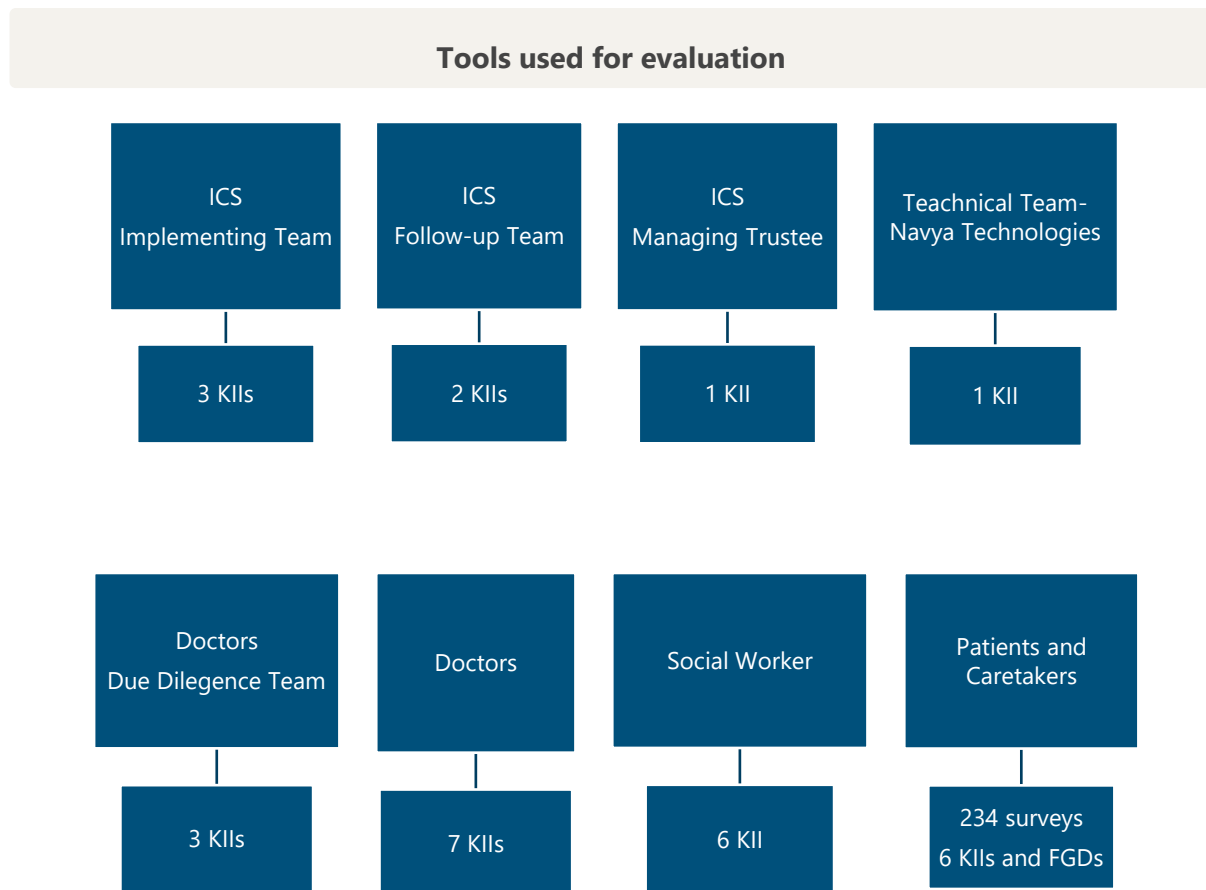 Tools used for evaluation
ICS
Implementing Team
ICS
Follow-up Team
ICS
Managing Trustee
Teachnical Team-
Navya Technologies
3 KIIs
2 KIIs
1 KII
1 KII
Doctors
Due Dilegence Team
Doctors
Social Worker
Patients and
Caretakers
3 KIIs
7 KIIs
6 KII
234 surveys
6 KIIs and FGDs